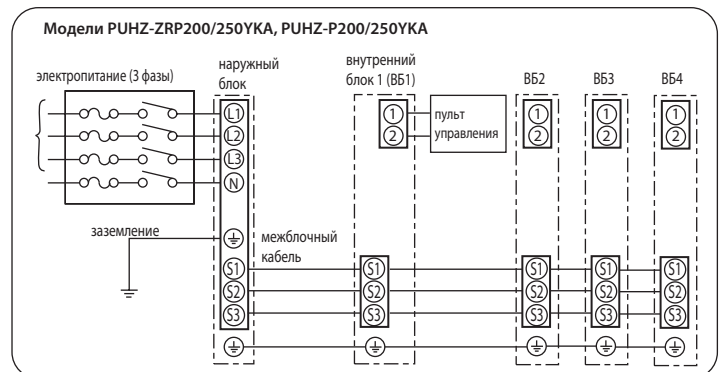 Модели PUHZ-ZRP200/250YKA, PUHZ-P200/250YKA
электропитание (3 фазы)
наружный
блок
внутренний
блок 1 (ВБ1)
ВБ2
ВБ3
ВБ4
L1
L2
L3
N
1
2
пульт
управления
1
2
1
2
1
2
заземление
межблочный
кабель
S1
S2
S3
S1
S2
S3
S1
S2
S3
S1
S2
S3
S1
S2
S3